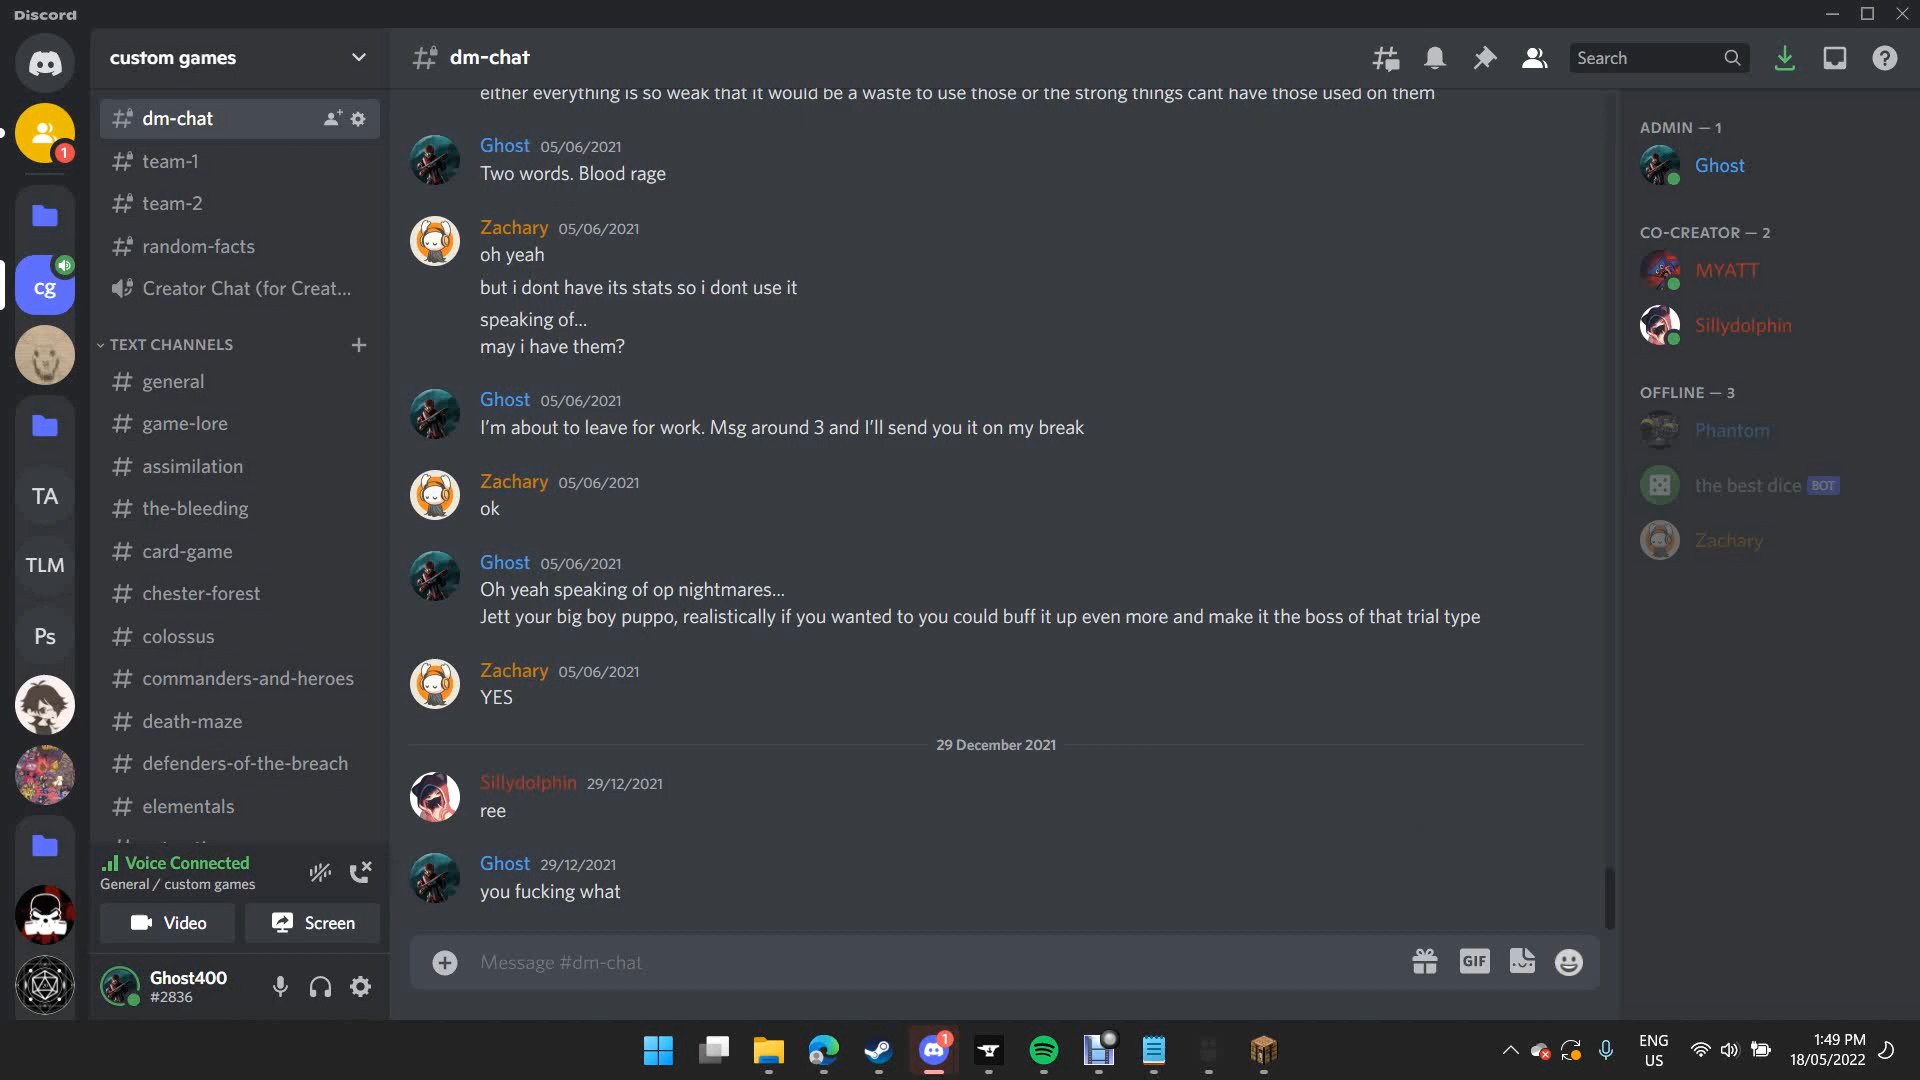 Discord
custom games
dm-chat
team-1
team-2
random-facts
Creator Chat (for Creat...
TEXT CHANNELS
general
game-lore
assimilation
the-bleeding
card-game
chester-forest
colossus
commanders-and-heroes
death-maze
defenders-of-the-breach
elementals
1
cg
TA
TLM
Ps
Voice Connected
General / custom games
Video
Screen
Ghost400
#2836
dm-chat
Search
either everything is so weak that it would be a waste to use those or the strong things cant have those used on them
Ghost 05/06/2021
Two words. Blood rage
Zachary 05/06/2021
oh yeah
but i dont have its stats so i dont use it
speaking of...
may i have them?
Ghost 05/06/2021
I'm about to leave for work. Msg around 3 and I'll send you it on my break
Zachary 05/06/2021
ok
Ghost 05/06/2021
Oh yeah speaking of op nightmares...
Jett your big boy puppo, realistically if you wanted to you could buff it up even more and make it the boss of that trial type
Zachary 05/06/2021
YES
29 December 2021
Sillydolphin 29/12/2021
ree
Ghost 29/12/2021
you fucking what
Message #dm-chat
GIF
ADMIN — 1
Ghost
CO-CREATOR — 2
MYATT
Sillydolphin
OFFLINE — 3
Phantom
the best dice BOT
Zachary
1
ENG
US
1:49 PM
18/05/2022